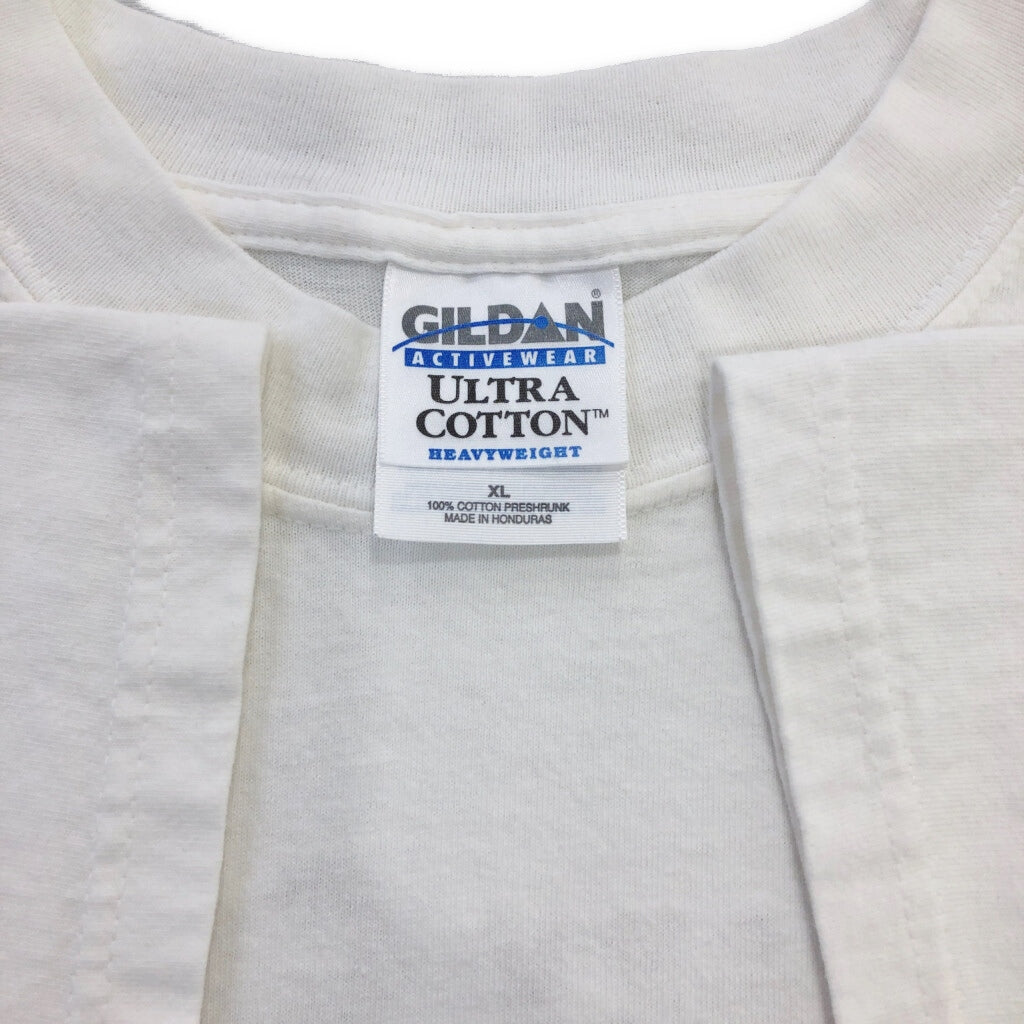 GILDAN®
ACTIVEWEAR
ULTRA
COTTON™
HEAVYWEIGHT
XL
100% COTTON PRESHRUNK
MADE IN HONDURAS